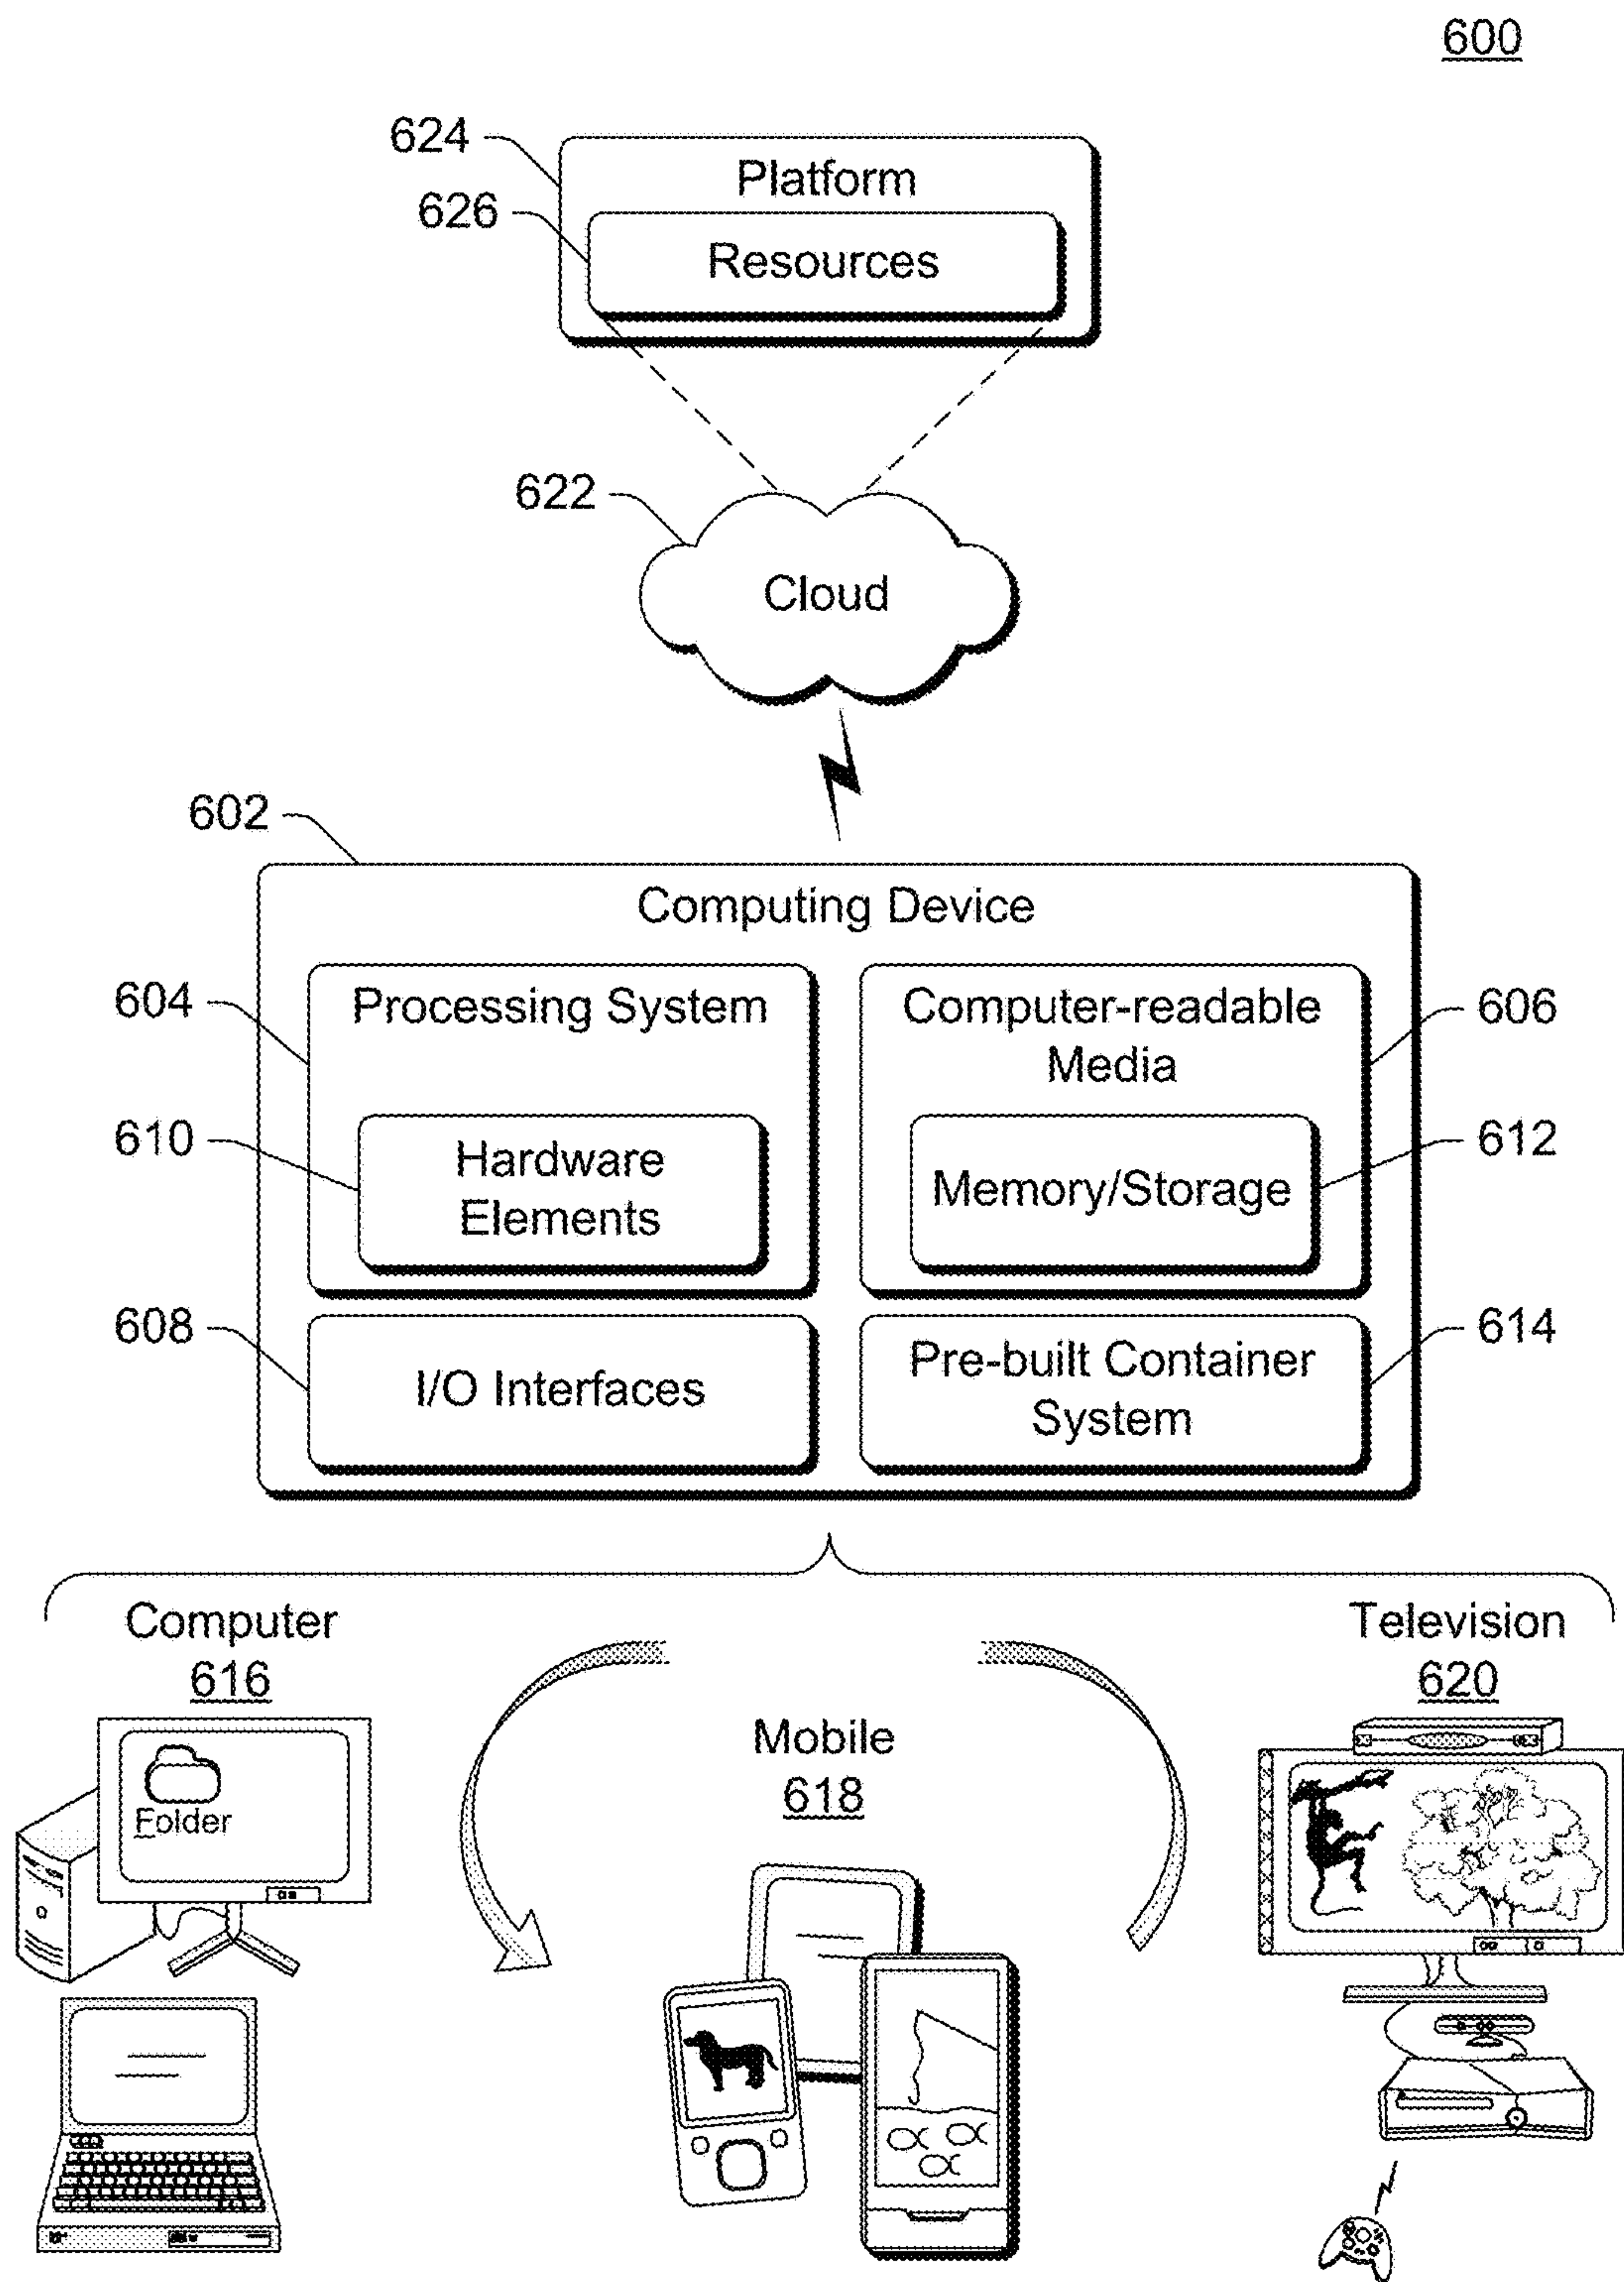 600
624
Platform
626
Resources
622
Cloud
602
Computing Device
604
Processing System
Computer-readable
Media
606
610
Hardware
Elements
Memory/Storage
612
608
I/O Interfaces
Pre-built Container
System
614
Computer
616
Television
620
Mobile
618
Folder